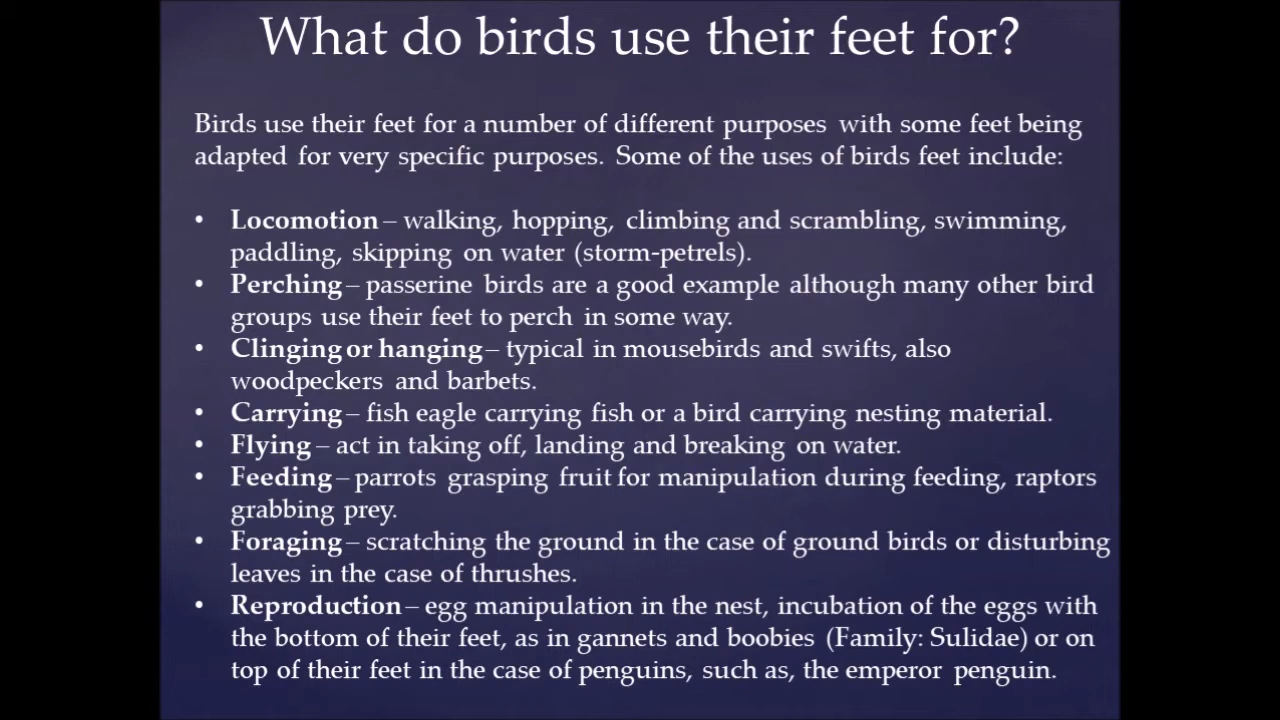 What do birds use their feet for?
Birds use their feet for a number of different purposes with some feet being
adapted for very specific purposes. Some of the uses of birds feet include:
• Locomotion – walking, hopping, climbing and scrambling, swimming,
paddling, skipping on water (storm-petrels).
• Perching – passerine birds are a good example although many other bird
groups use their feet to perch in some way.
• Clinging or hanging – typical in mousebirds and swifts, also
woodpeckers and barbets.
• Carrying – fish eagle carrying fish or a bird carrying nesting material.
• Flying – act in taking off, landing and breaking on water.
• Feeding – parrots grasping fruit for manipulation during feeding, raptors
grabbing prey.
• Foraging – scratching the ground in the case of ground birds or disturbing
leaves in the case of thrushes.
• Reproduction – egg manipulation in the nest, incubation of the eggs with
the bottom of their feet, as in gannets and boobies (Family: Sulidae) or on
top of their feet in the case of penguins, such as, the emperor penguin.